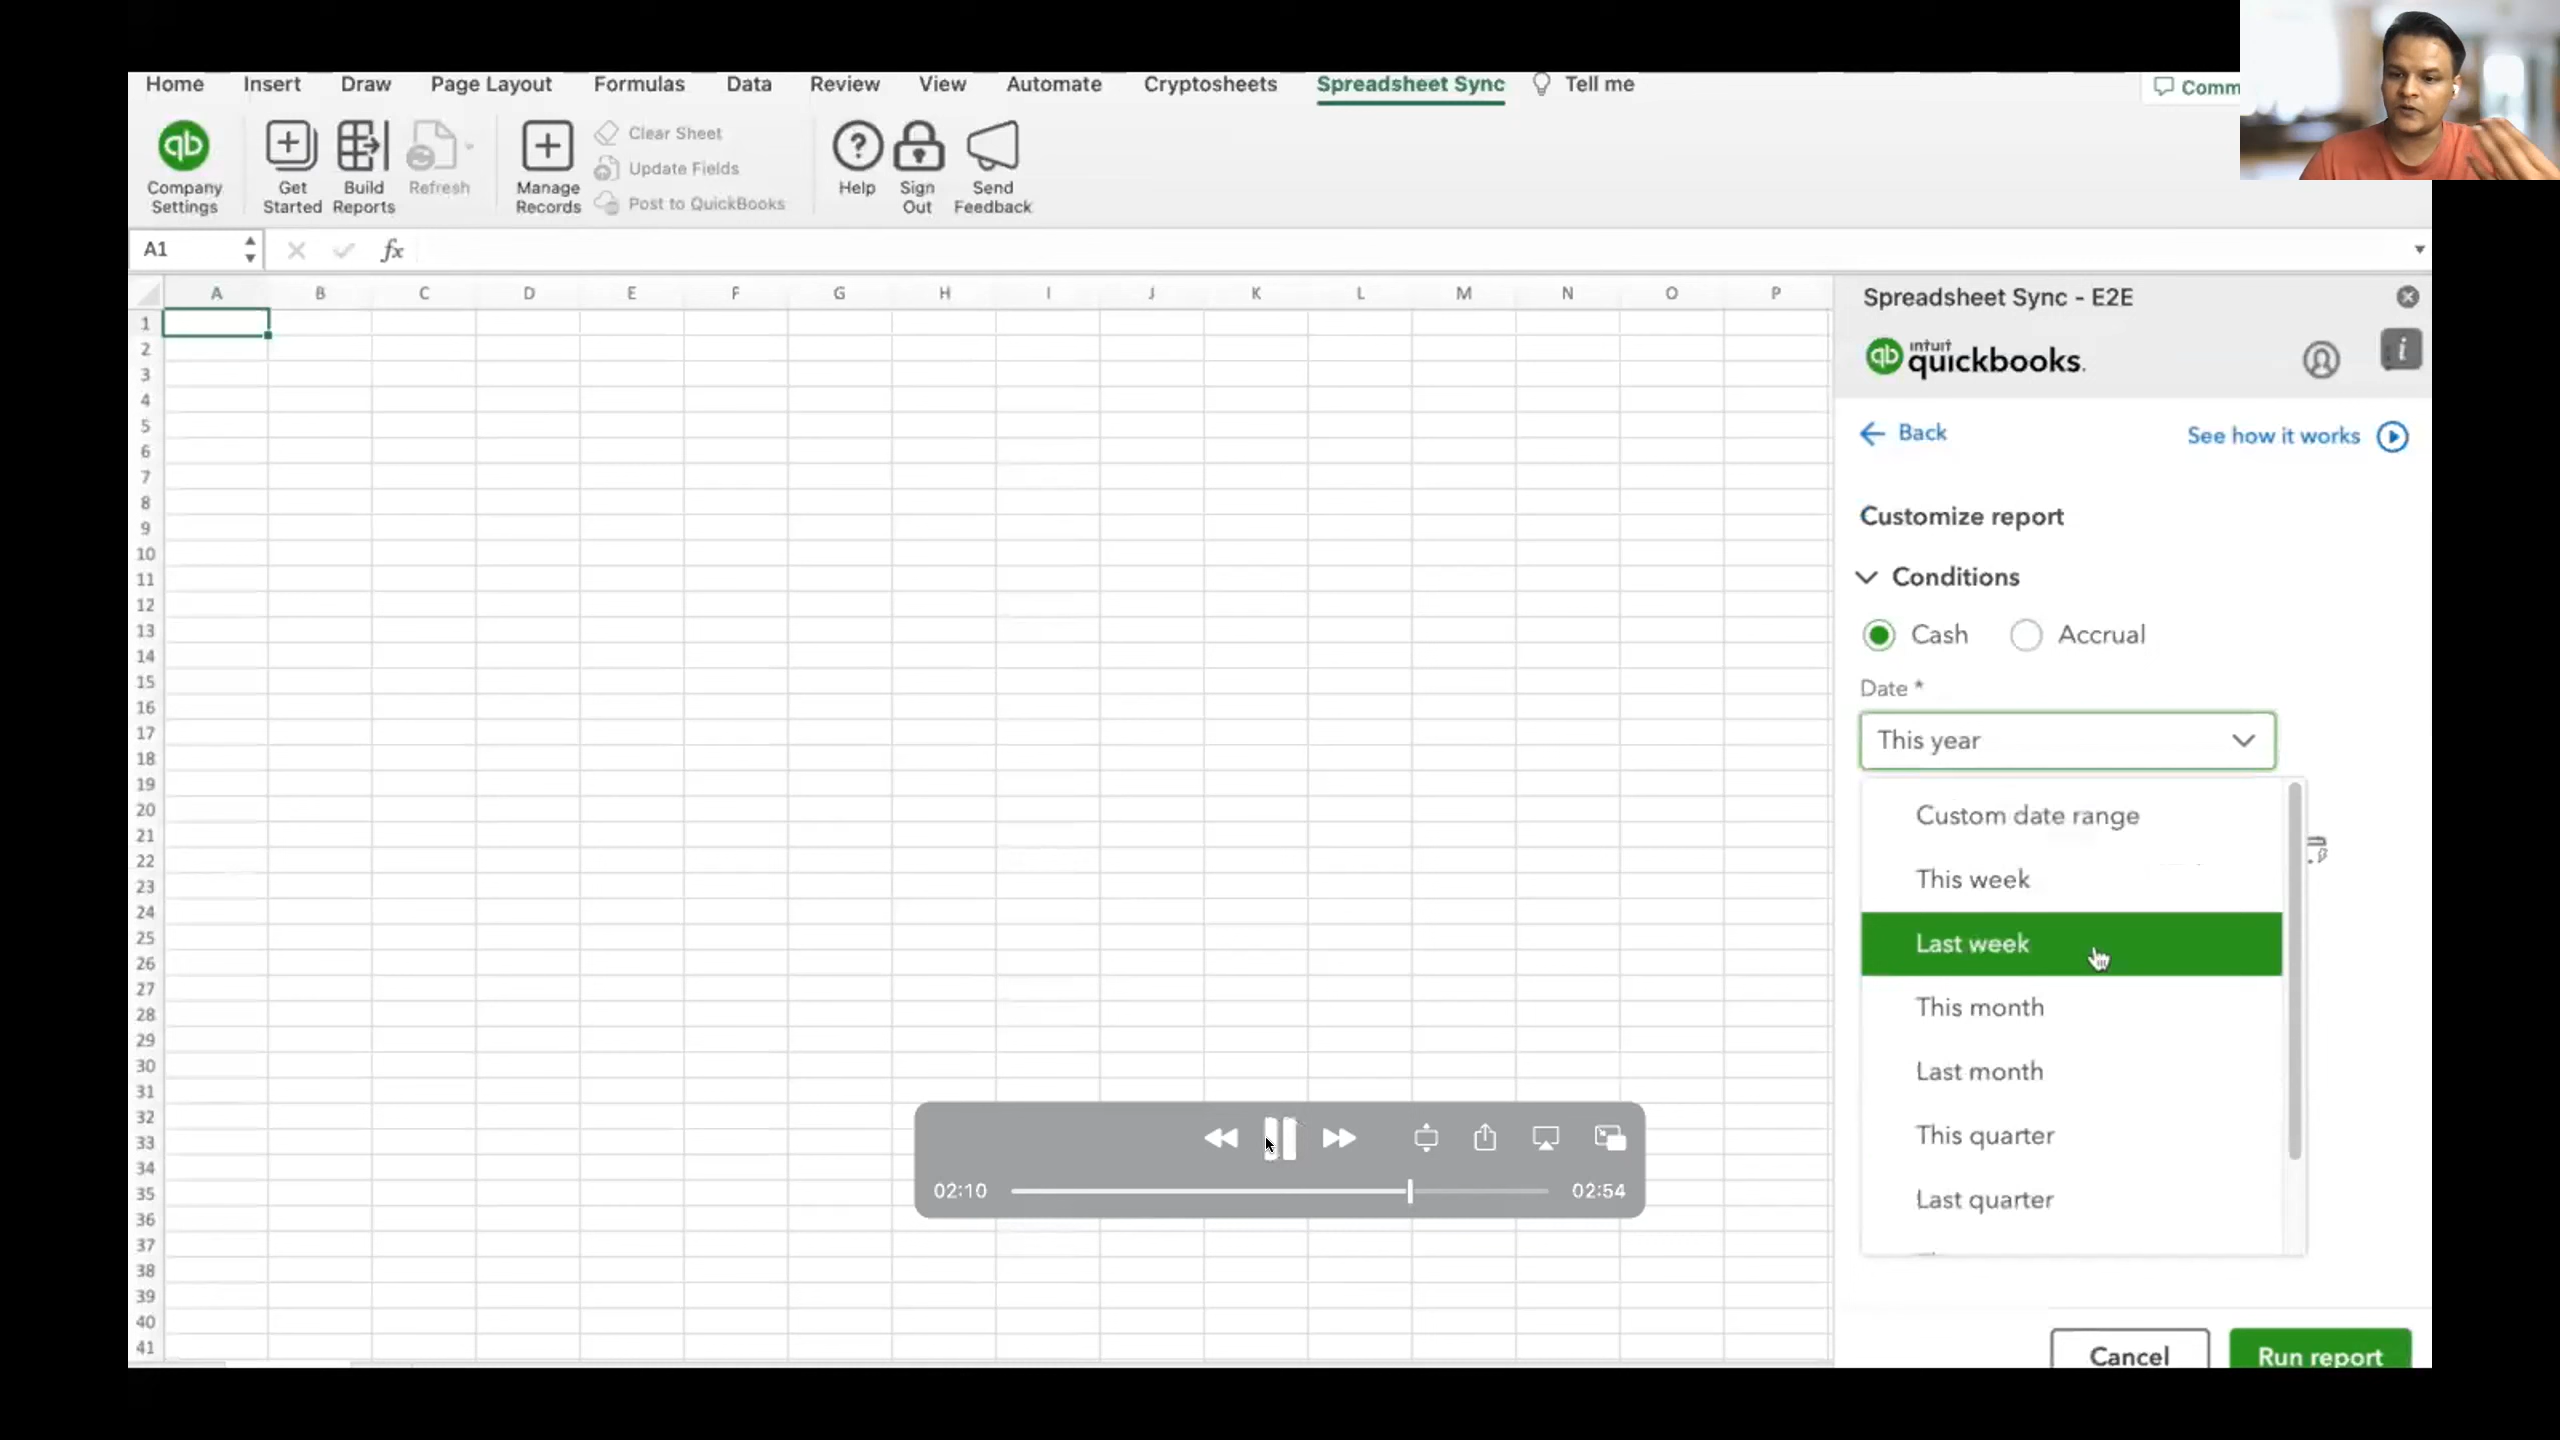 Home Insert Draw Page Layout Formulas Data Review View Automate Cryptosheets Spreadsheet Sync Tell me Comm
qb
Company Settings
Get Started
Build Reports
Refresh
Manage Records
Clear Sheet
Update Fields
Post to QuickBooks
Help
Sign Out
Send Feedback
A1 fx
A B C D E F G H I J K L M N O P
1
2
3
4
5
6
7
8
9
10
11
12
13
14
15
16
17
18
19
20
21
22
23
24
25
26
27
28
29
30
31
32
33
34
35
36
37
38
39
40
41
Spreadsheet Sync - E2E
qb intuit quickbooks.
Back
See how it works
Customize report
Conditions
Cash Accrual
Date *
This year
Custom date range
This week
Last week
This month
Last month
This quarter
Last quarter
Cancel Run report
02:10 02:54